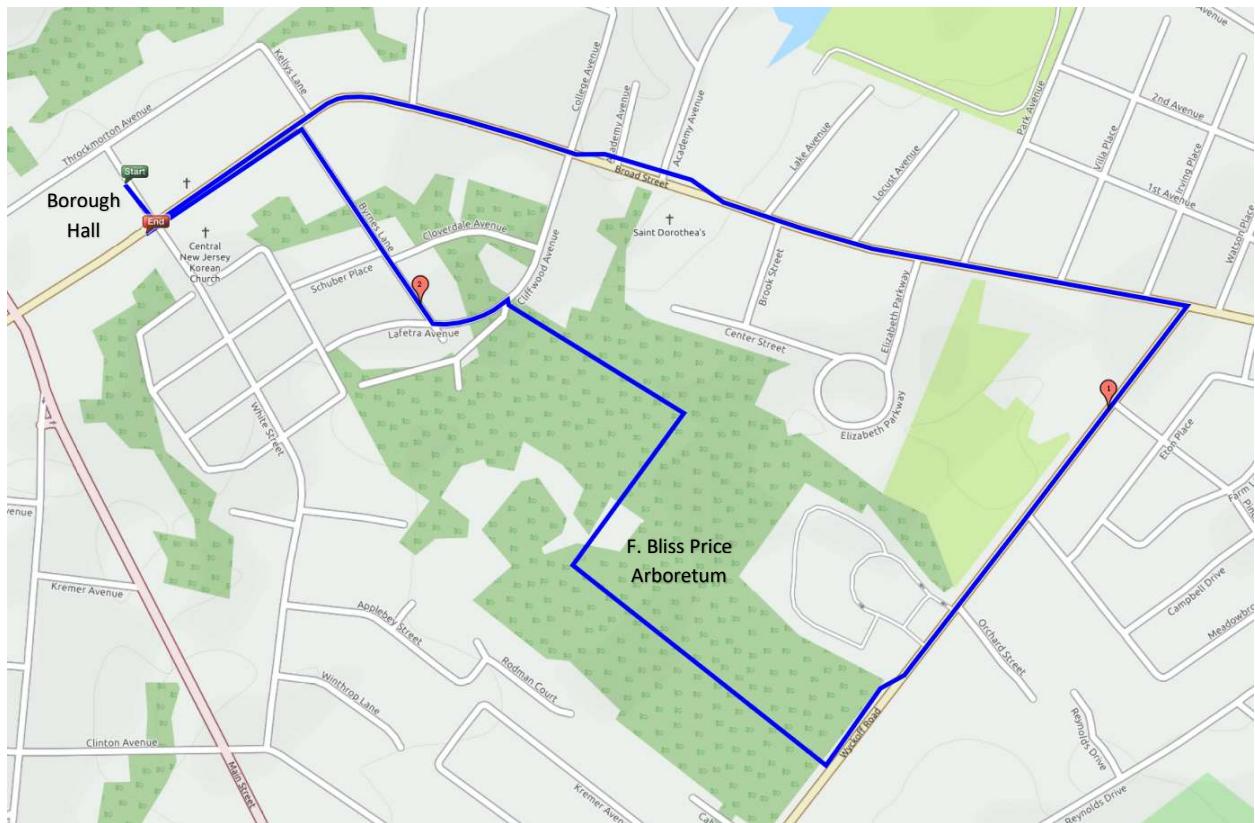 Kellys Lane
Throckmorton Avenue
Start
Borough
Hall
End
Central
New Jersey
Korean
Church
Byrnes Lane
Cloverdale Avenue
Schuber Place
2
Lafetra Avenue
Cliffwood Avenue
College Avenue
Academy Avenue
Academy Avenue
Broad Street
Saint Dorothea's
Lake Avenue
Locust Avenue
Park Avenue
Avenue
2nd Avenue
Villa Place
Irving Place
1st Avenue
Watson Place
Brook Street
Elizabeth Parkway
Center Street
Elizabeth Parkway
1
Eton Place
White Street
F. Bliss Price
Arboretum
Campbell Drive
Orchard Street
Kremer Avenue
Applebey Street
Rodman Court
Winthrop Lane
Wyckoff Road
Reynolds Drive
Clinton Avenue
Main Street
Reynolds Drive